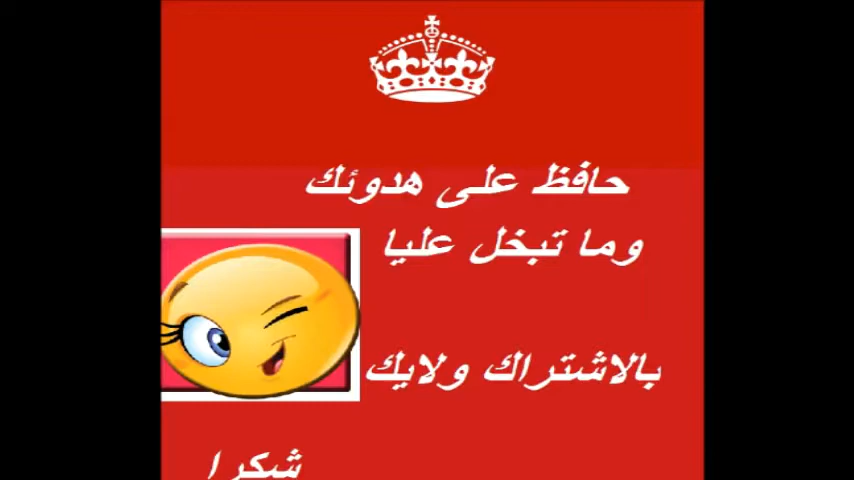 حافظ على هدوئك
وما تبخل عليا
بالاشتراك ولايك
شكرا